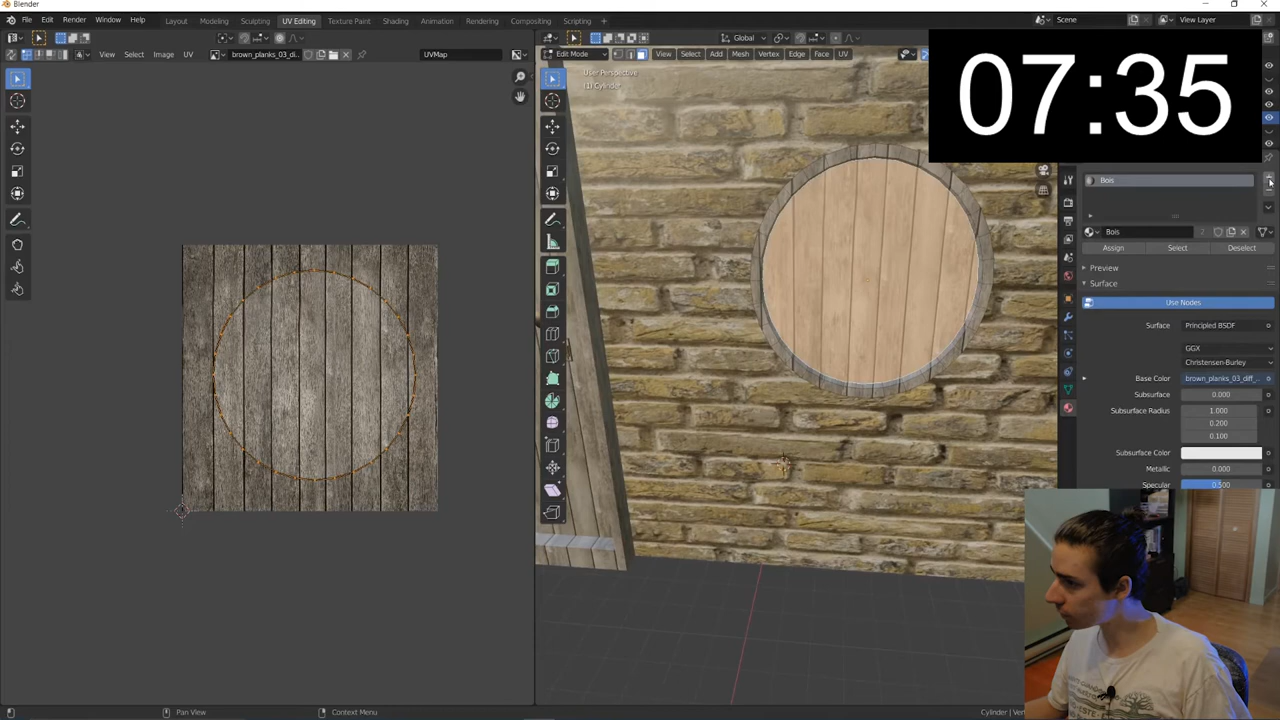 Blender
File Edit Render Window Help Layout Modeling Sculpting UV Editing Texture Paint Shading Animation Rendering Compositing Scripting Scene View Layer
View Select Image UV brown_planks_03_di.. UVMap
Global
Edit Mode View Select Add Mesh Vertex Edge Face UV
User Perspective
(1) Cylinder
07:35
Bois
Bois 2
Assign Select Deselect
Preview
Surface
Use Nodes
Surface Principled BSDF
GGX
Christensen-Burley
Base Color brown_planks_03_diff_..
Subsurface 0.000
Subsurface Radius 1.000
0.200
0.100
Subsurface Color
Metallic 0.000
Specular 0.500
Pan View Context Menu